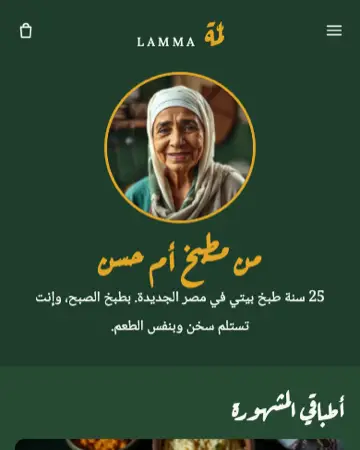 لمّة
LAMMA
من مطبخ أم حسن
25 سنة طبخ بيتي في مصر الجديدة. بطبخ الصبح، وإنت
تستلم سخن وبنفس الطعم.
أطباقي المشهورة